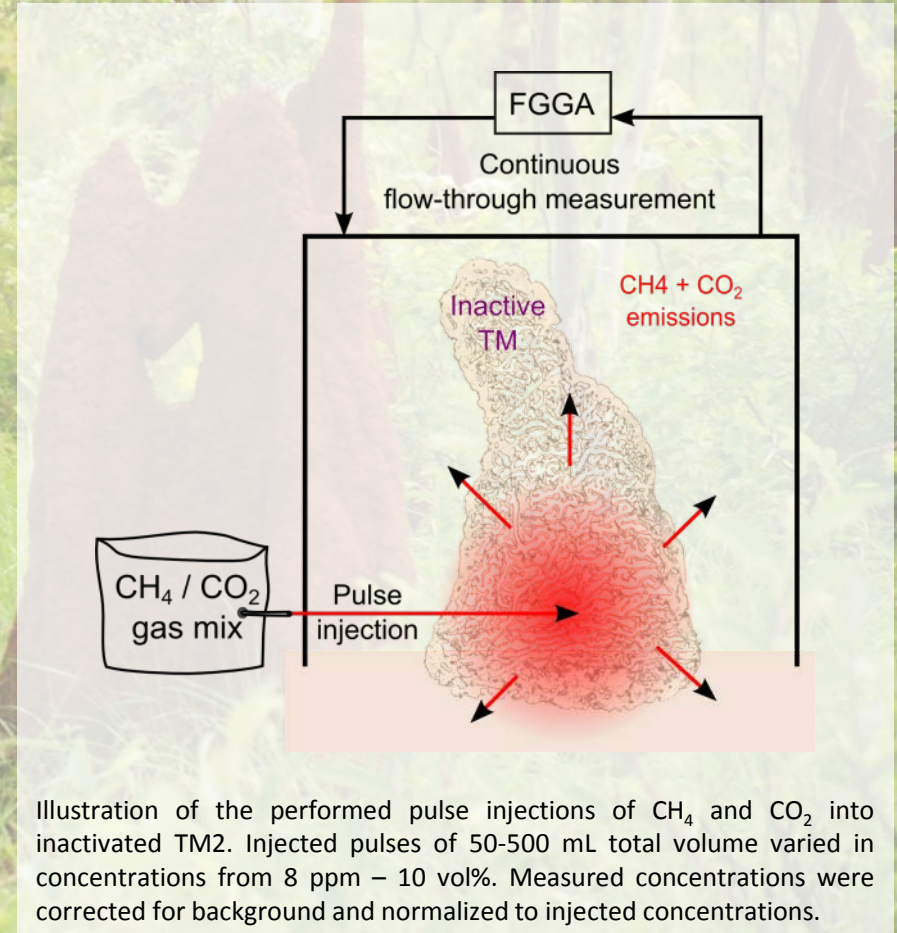 FGGA
Continuous
flow-through measurement
Inactive
TM
CH4 + CO₂
emissions
CH₄ / CO₂
gas mix
Pulse
injection
Illustration of the performed pulse injections of CH₄ and CO₂ into
inactivated TM2. Injected pulses of 50-500 mL total volume varied in
concentrations from 8 ppm – 10 vol%. Measured concentrations were
corrected for background and normalized to injected concentrations.